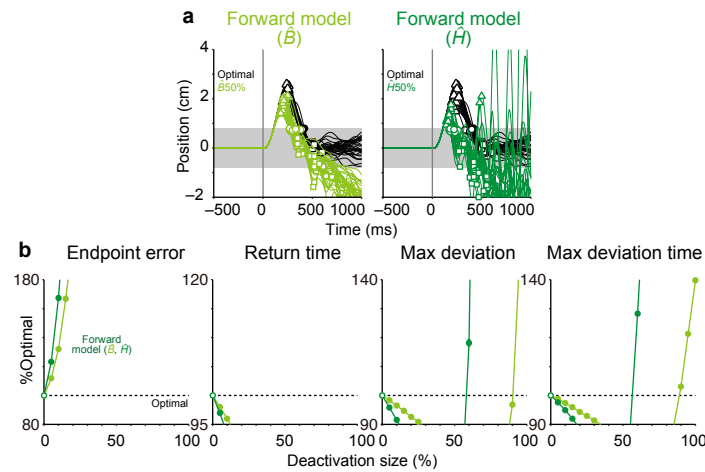 a
Forward model
(B̂)
Forward model
(Ĥ)
Position (cm)
4
2
0
–2
Optimal
B̂50%
Optimal
Ĥ50%
–500
0
500
1000
–500
0
500
1000
Time (ms)
b
Endpoint error
Return time
Max deviation
Max deviation time
%Optimal
180
80
Forward
model (B̂, Ĥ)
Optimal
120
95
140
90
140
90
0
50
100
0
50
100
0
50
100
0
50
100
Deactivation size (%)